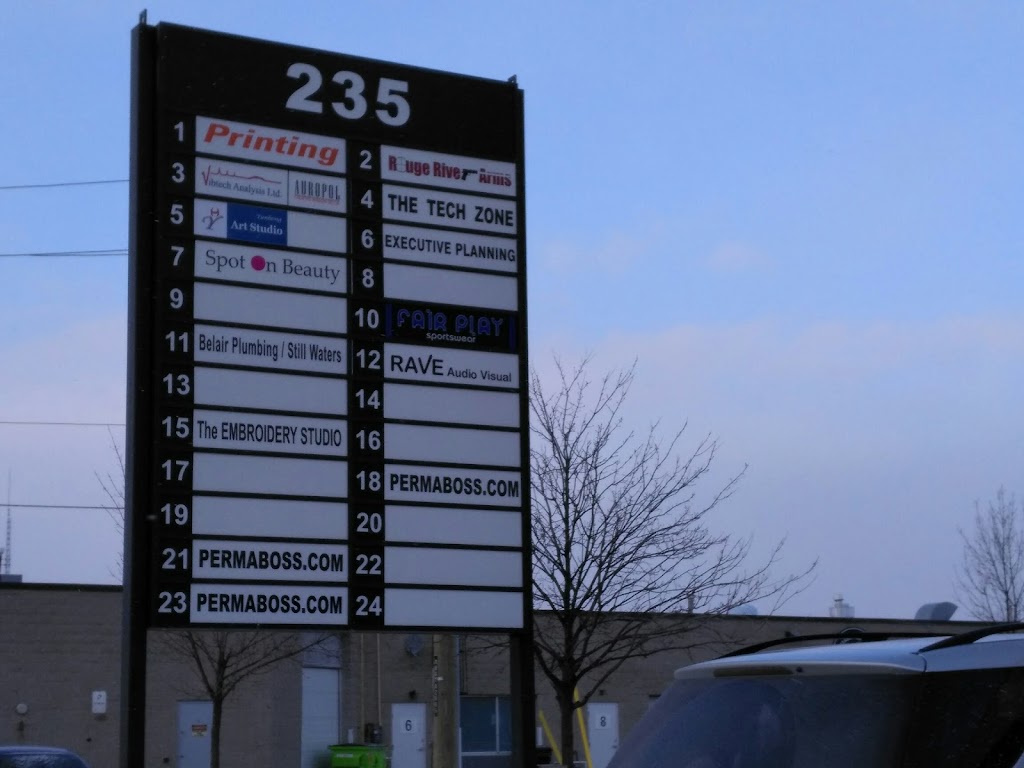 235
1 Printing
2 Rouge River Arms
3 Vibtech Analysis Ltd. AUROPOL
4 THE TECH ZONE
5 Art Studio
6 EXECUTIVE PLANNING
7 Spot On Beauty
8
9
10 FAIR PLAY
sportswear
11 Belair Plumbing / Still Waters
12 RAVE Audio Visual
13
14
15 The EMBROIDERY STUDIO
16
17
18 PERMABOSS.COM
19
20
21 PERMABOSS.COM
22
23 PERMABOSS.COM
24
6
8